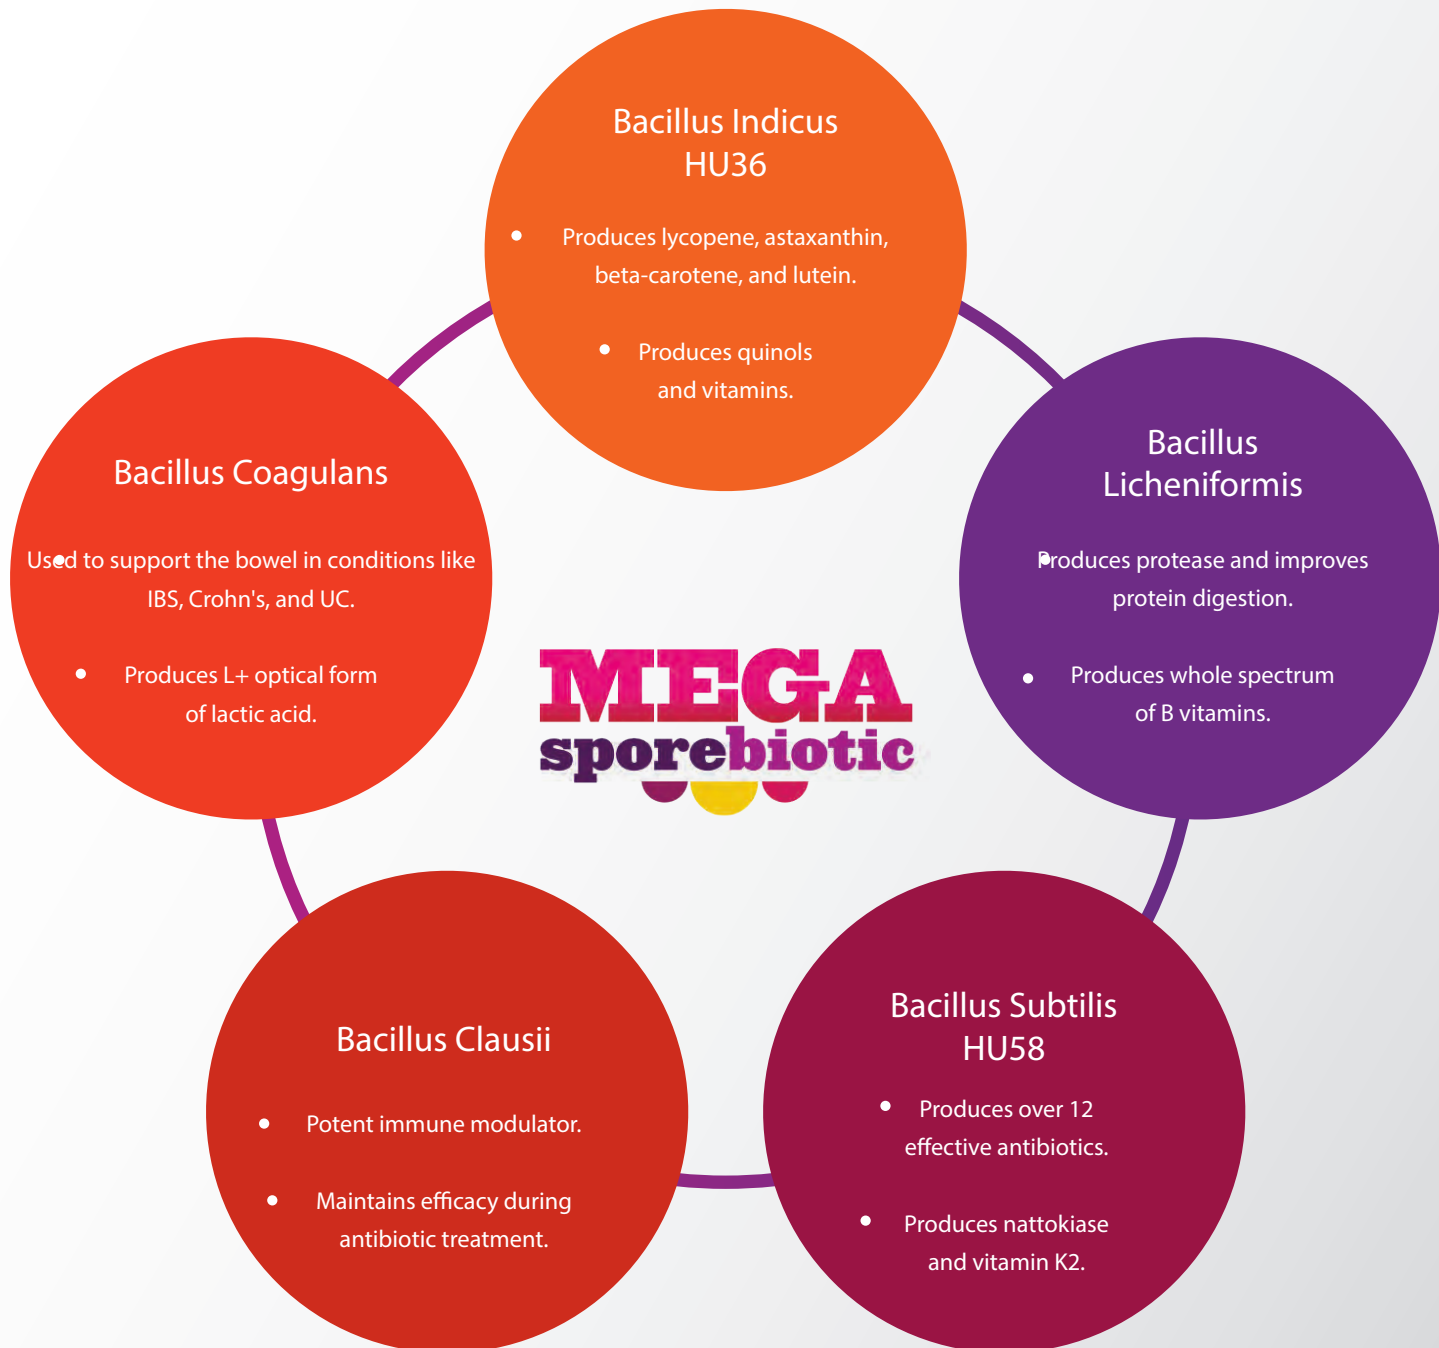 Bacillus Indicus
HU36
• Produces lycopene, astaxanthin,
beta-carotene, and lutein.
• Produces quinols
and vitamins.
Bacillus Coagulans
• Used to support the bowel in conditions like
IBS, Crohn's, and UC.
• Produces L+ optical form
of lactic acid.
Bacillus
Licheniformis
• Produces protease and improves
protein digestion.
• Produces whole spectrum
of B vitamins.
MEGA
sporebiotic
Bacillus Clausii
• Potent immune modulator.
• Maintains efficacy during
antibiotic treatment.
Bacillus Subtilis
HU58
• Produces over 12
effective antibiotics.
• Produces nattokiase
and vitamin K2.